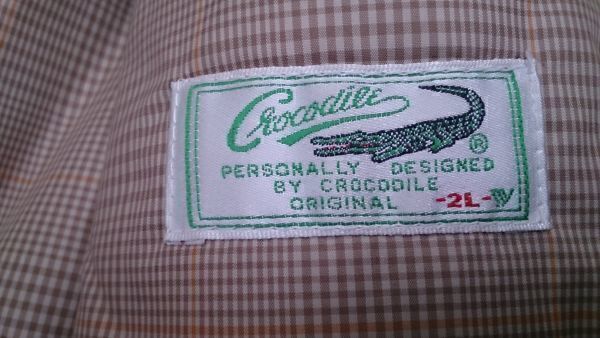 Crocodile
®
PERSONALLY DESIGNED
BY CROCODILE
ORIGINAL -2L-